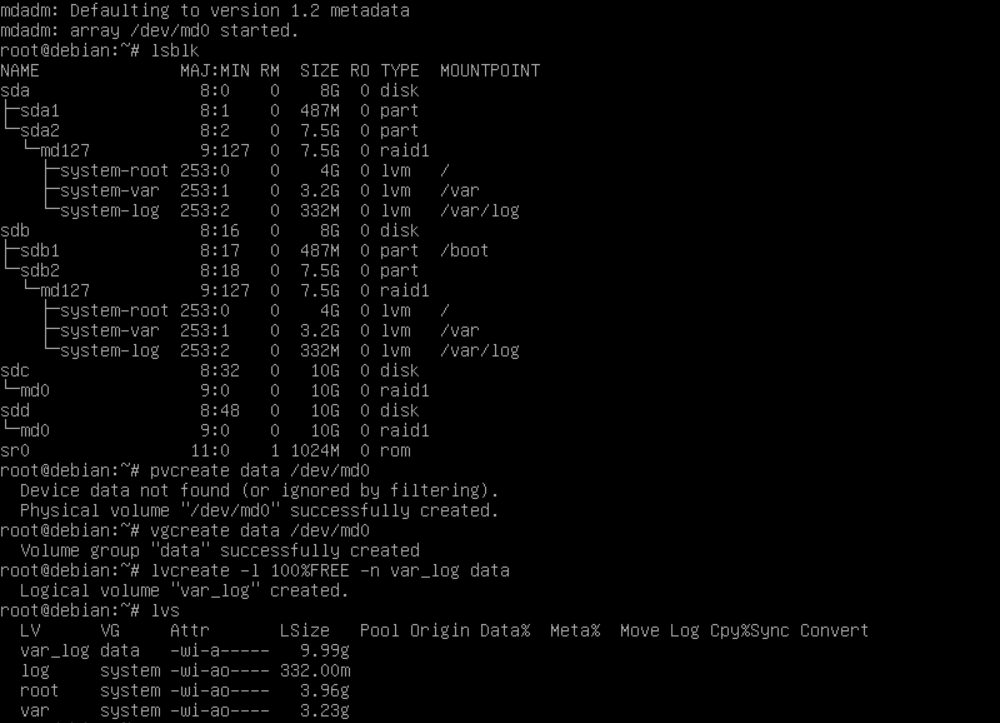 mdadm: Defaulting to version 1.2 metadata
mdadm: array /dev/md0 started.
root@debian:~# lsblk
NAME              MAJ:MIN RM  SIZE RO TYPE  MOUNTPOINT
sda                 8:0    0    8G  0 disk
├─sda1              8:1    0  487M  0 part
└─sda2              8:2    0  7.5G  0 part
  └─md127           9:127  0  7.5G  0 raid1
    ├─system-root 253:0    0    4G  0 lvm   /
    ├─system-var  253:1    0  3.2G  0 lvm   /var
    └─system-log  253:2    0  332M  0 lvm   /var/log
sdb                 8:16   0    8G  0 disk
├─sdb1              8:17   0  487M  0 part  /boot
└─sdb2              8:18   0  7.5G  0 part
  └─md127           9:127  0  7.5G  0 raid1
    ├─system-root 253:0    0    4G  0 lvm   /
    ├─system-var  253:1    0  3.2G  0 lvm   /var
    └─system-log  253:2    0  332M  0 lvm   /var/log
sdc                 8:32   0   10G  0 disk
└─md0               9:0    0   10G  0 raid1
sdd                 8:48   0   10G  0 disk
└─md0               9:0    0   10G  0 raid1
sr0                11:0    1 1024M  0 rom
root@debian:~# pvcreate data /dev/md0
  Device data not found (or ignored by filtering).
  Physical volume "/dev/md0" successfully created.
root@debian:~# vgcreate data /dev/md0
  Volume group "data" successfully created
root@debian:~# lvcreate -l 100%FREE -n var_log data
  Logical volume "var_log" created.
root@debian:~# lvs
  LV      VG     Attr       LSize   Pool Origin Data%  Meta%  Move Log Cpy%Sync Convert
  var_log data   -wi-a-----   9.99g
  log     system -wi-ao---- 332.00m
  root    system -wi-ao----   3.96g
  var     system -wi-ao----   3.23g